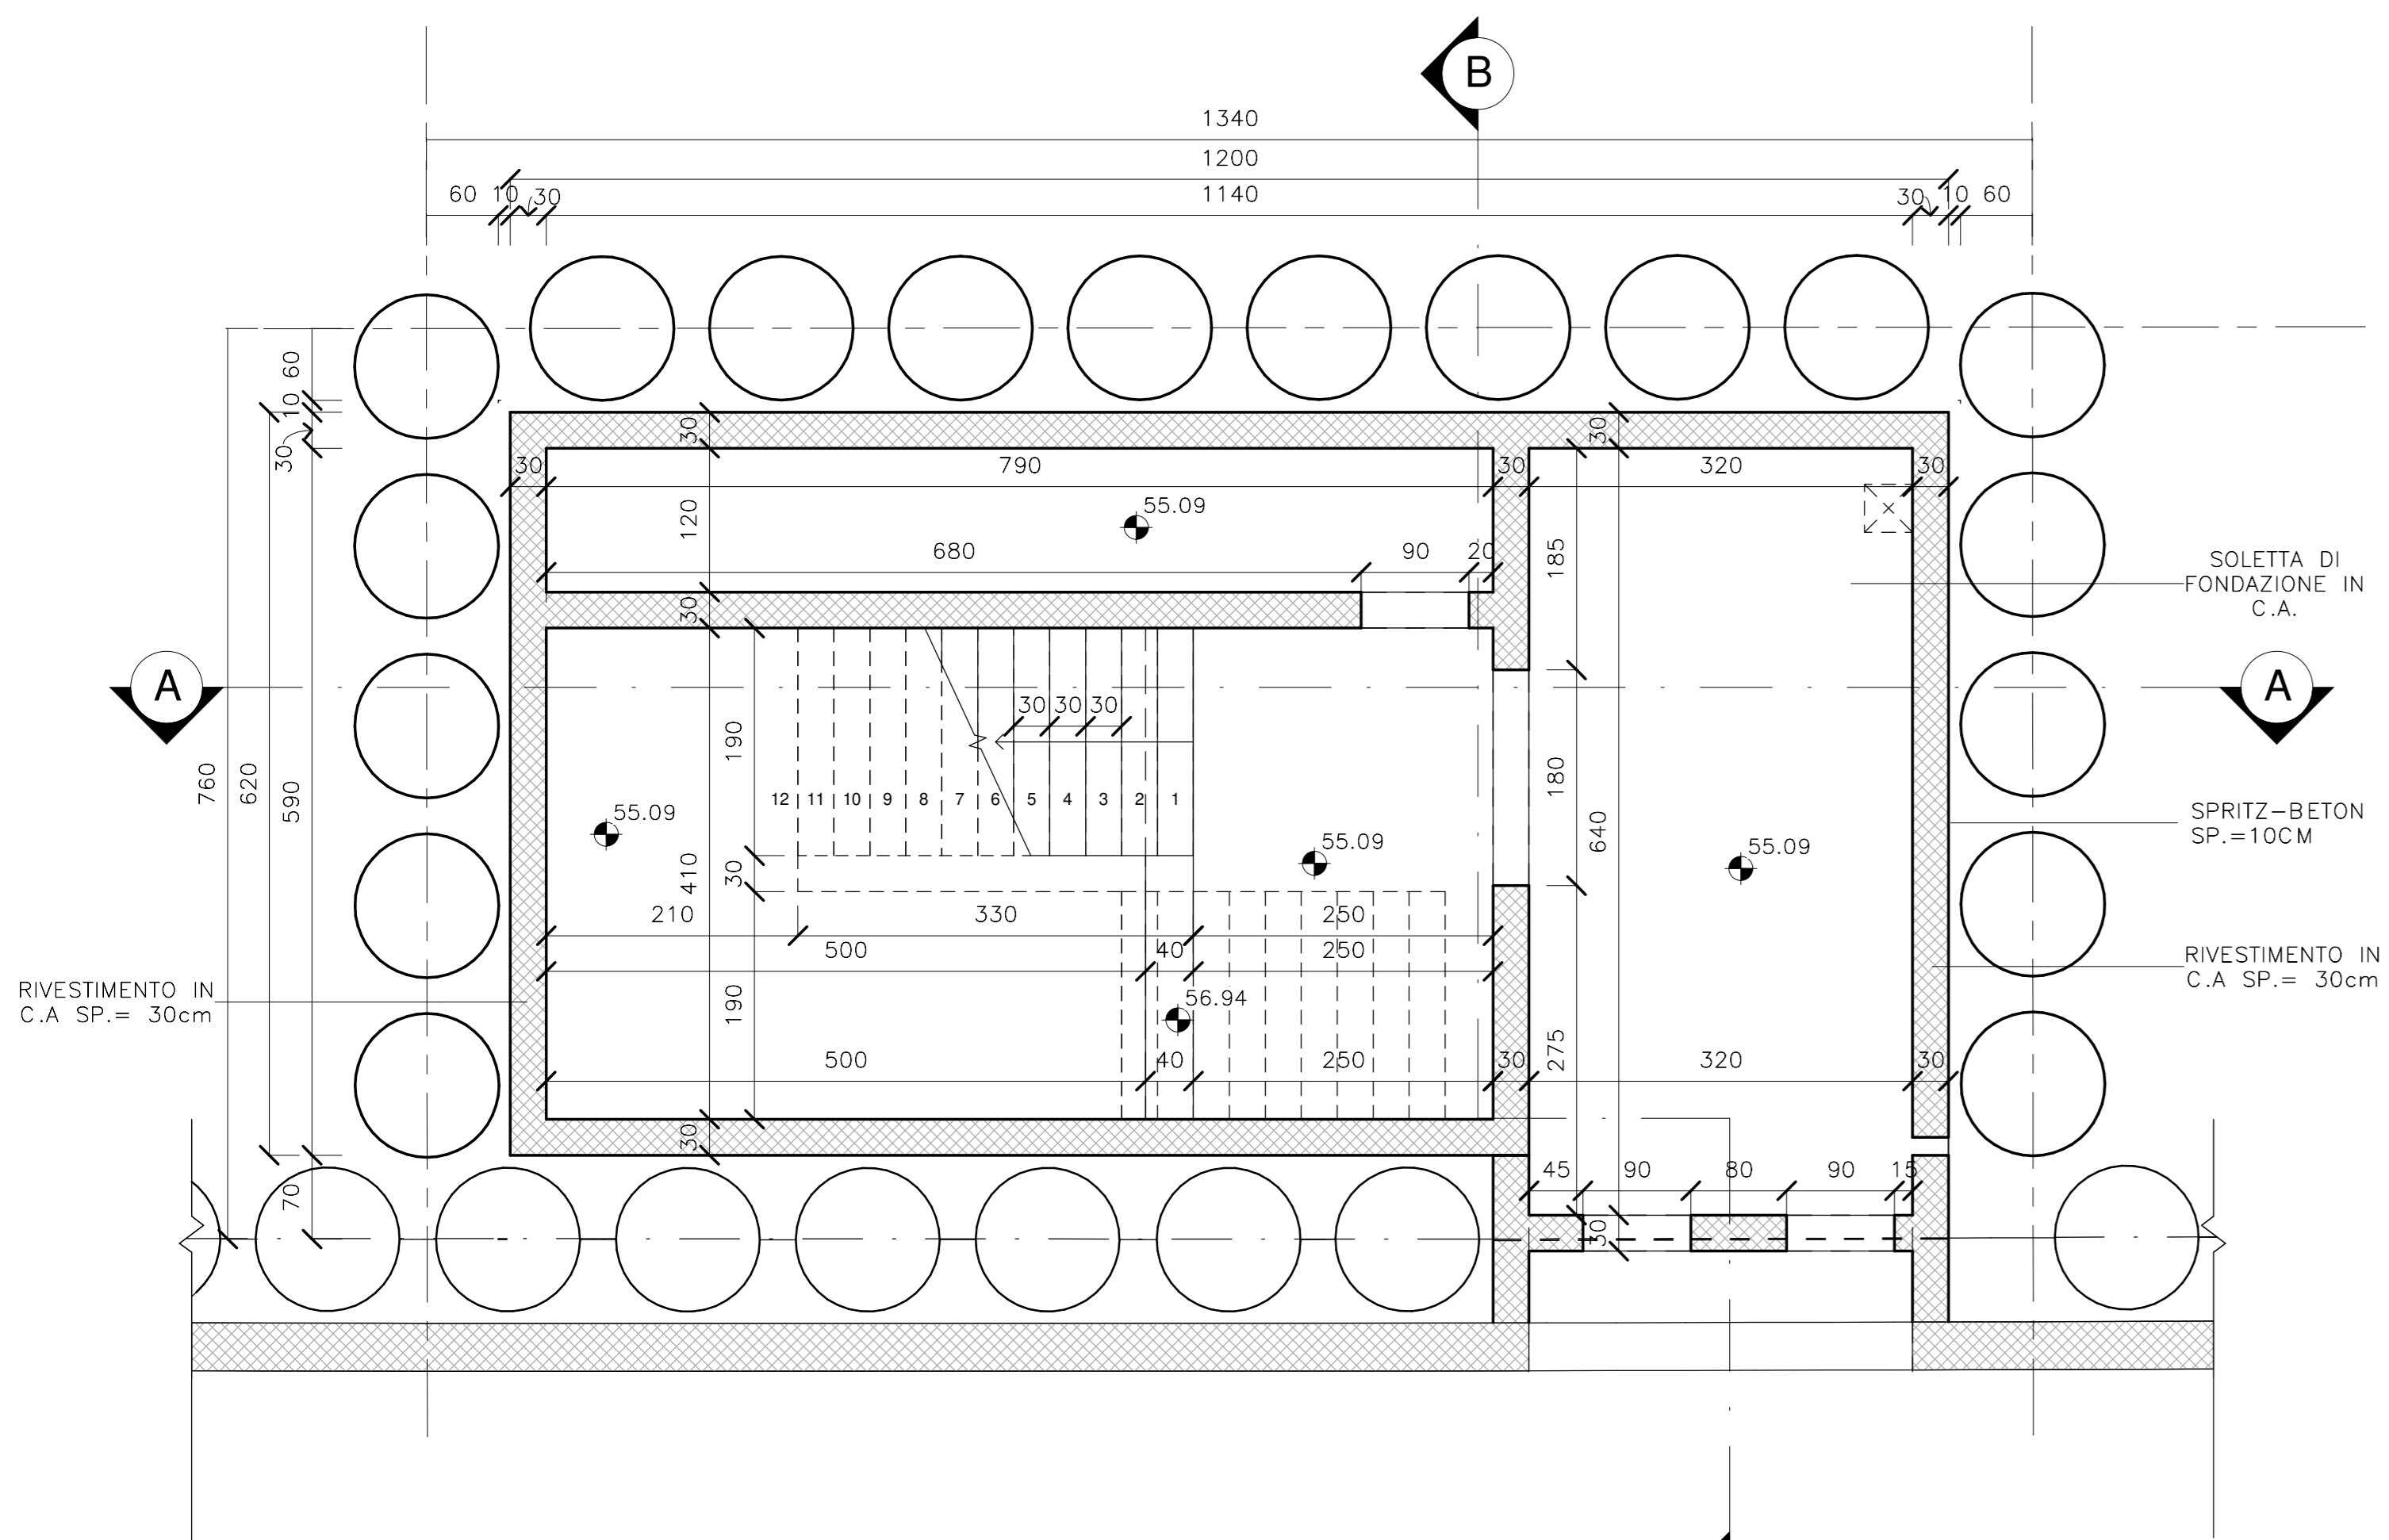 B
1340
1200
60 10 30 1140 30 10 60
60
10
30
30 30
30 790 30 320 30
120 55.09
680 90 20 185
SOLETTA DI
FONDAZIONE IN
C.A.
30
A A
30 30 30
190
760 620 590
180
12 11 10 9 8 7 6 5 4 3 2 1
55.09 55.09 55.09
640
SPRITZ-BETON
SP.=10CM
410 30
210 330 250
500 40 250
RIVESTIMENTO IN
C.A SP.= 30cm
RIVESTIMENTO IN
C.A SP.= 30cm
190 56.94
275
500 40 250 30 320 30
30
45 90 80 90 15
70
30